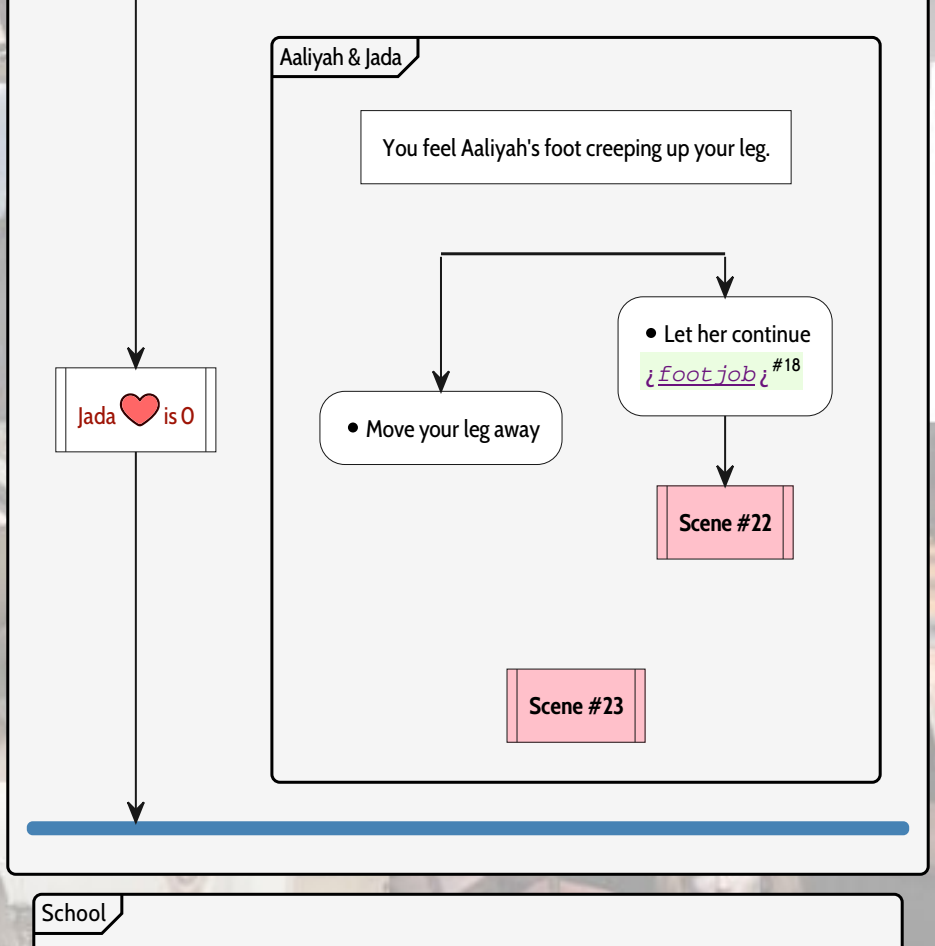 Aaliyah & Jada
You feel Aaliyah's foot creeping up your leg.
• Let her continue
¿footjob¿#18
Jada ❤ is 0
• Move your leg away
Scene #22
Scene #23
School